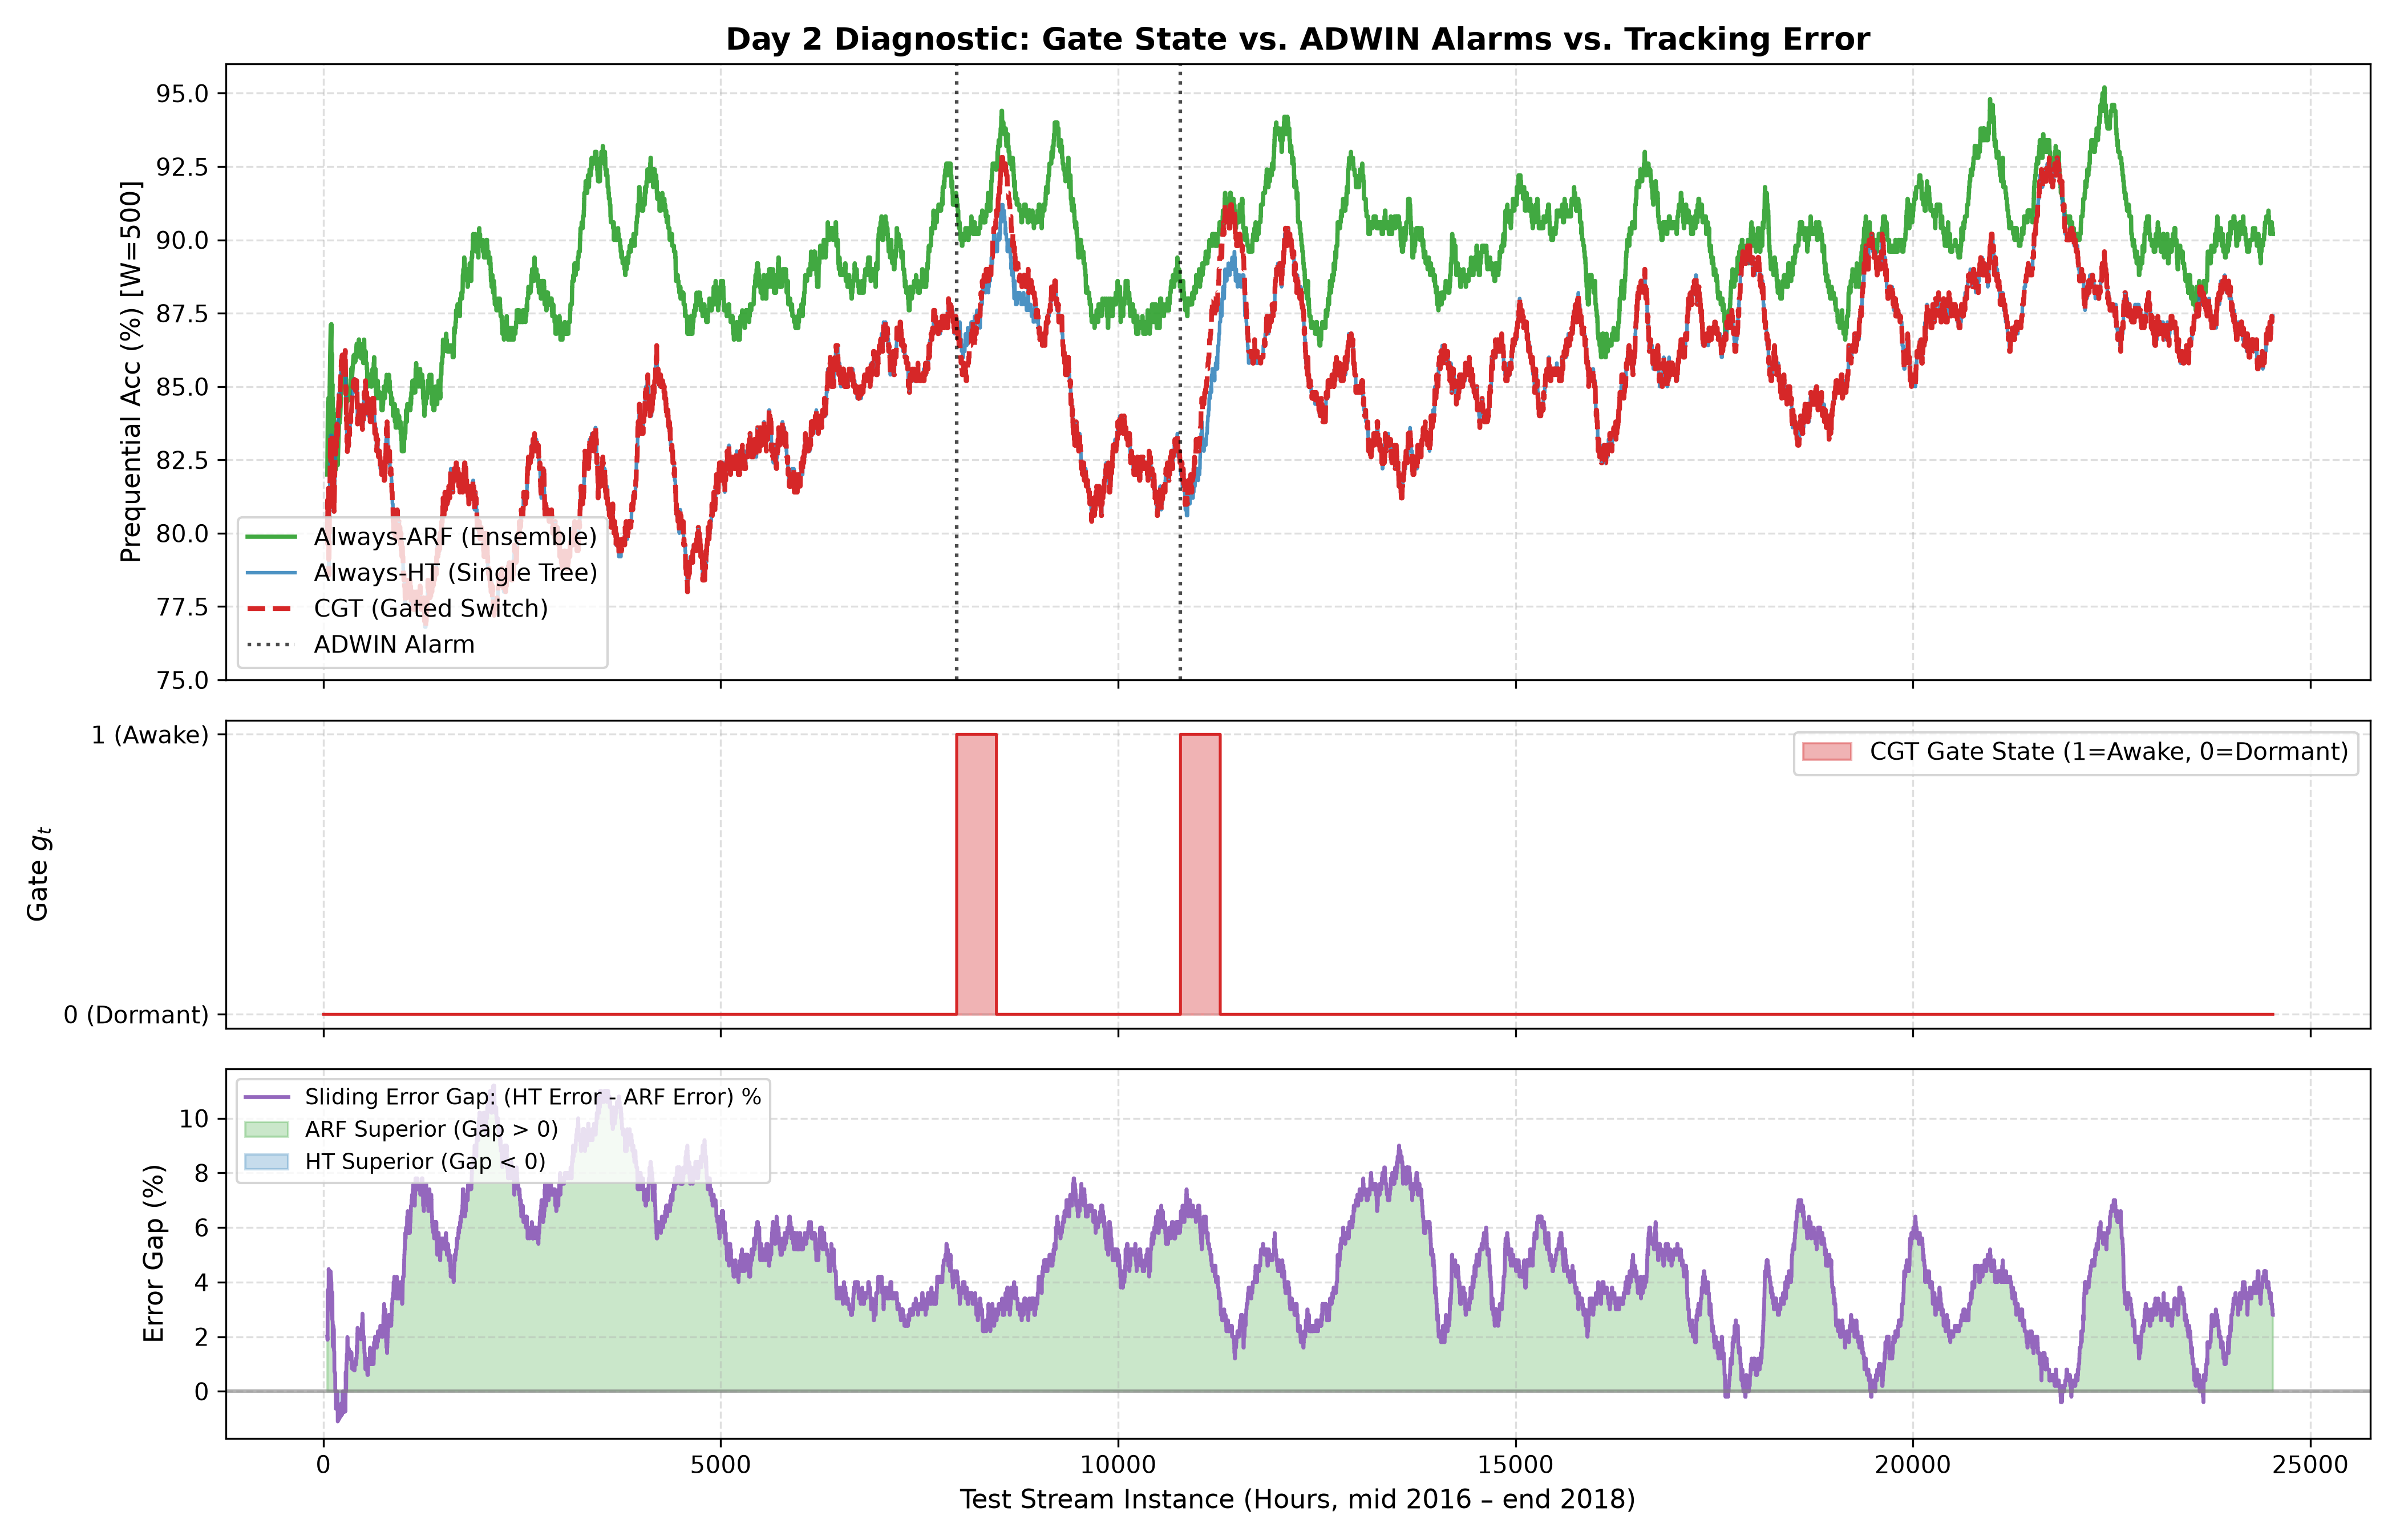 Day 2 Diagnostic: Gate State vs. ADWIN Alarms vs. Tracking Error
Prequential Acc (%) [W=500]
95.0
92.5
90.0
87.5
85.0
82.5
80.0
77.5
75.0
Always-ARF (Ensemble)
Always-HT (Single Tree)
CGT (Gated Switch)
ADWIN Alarm
Gate gₜ
1 (Awake)
0 (Dormant)
CGT Gate State (1=Awake, 0=Dormant)
Error Gap (%)
10
8
6
4
2
0
Sliding Error Gap: (HT Error - ARF Error) %
ARF Superior (Gap > 0)
HT Superior (Gap < 0)
0 5000 10000 15000 20000 25000
Test Stream Instance (Hours, mid 2016 – end 2018)